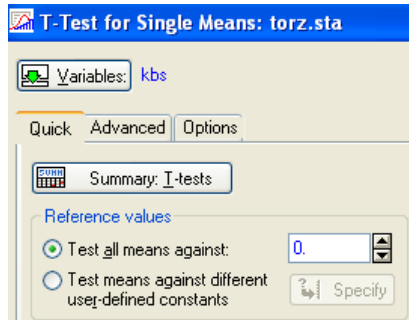 T-Test for Single Means: torz.sta
Variables: kbs
Quick Advanced Options
SUMM Summary: T-tests
Reference values
Test all means against: 0.
Test means against different
user-defined constants
Specify